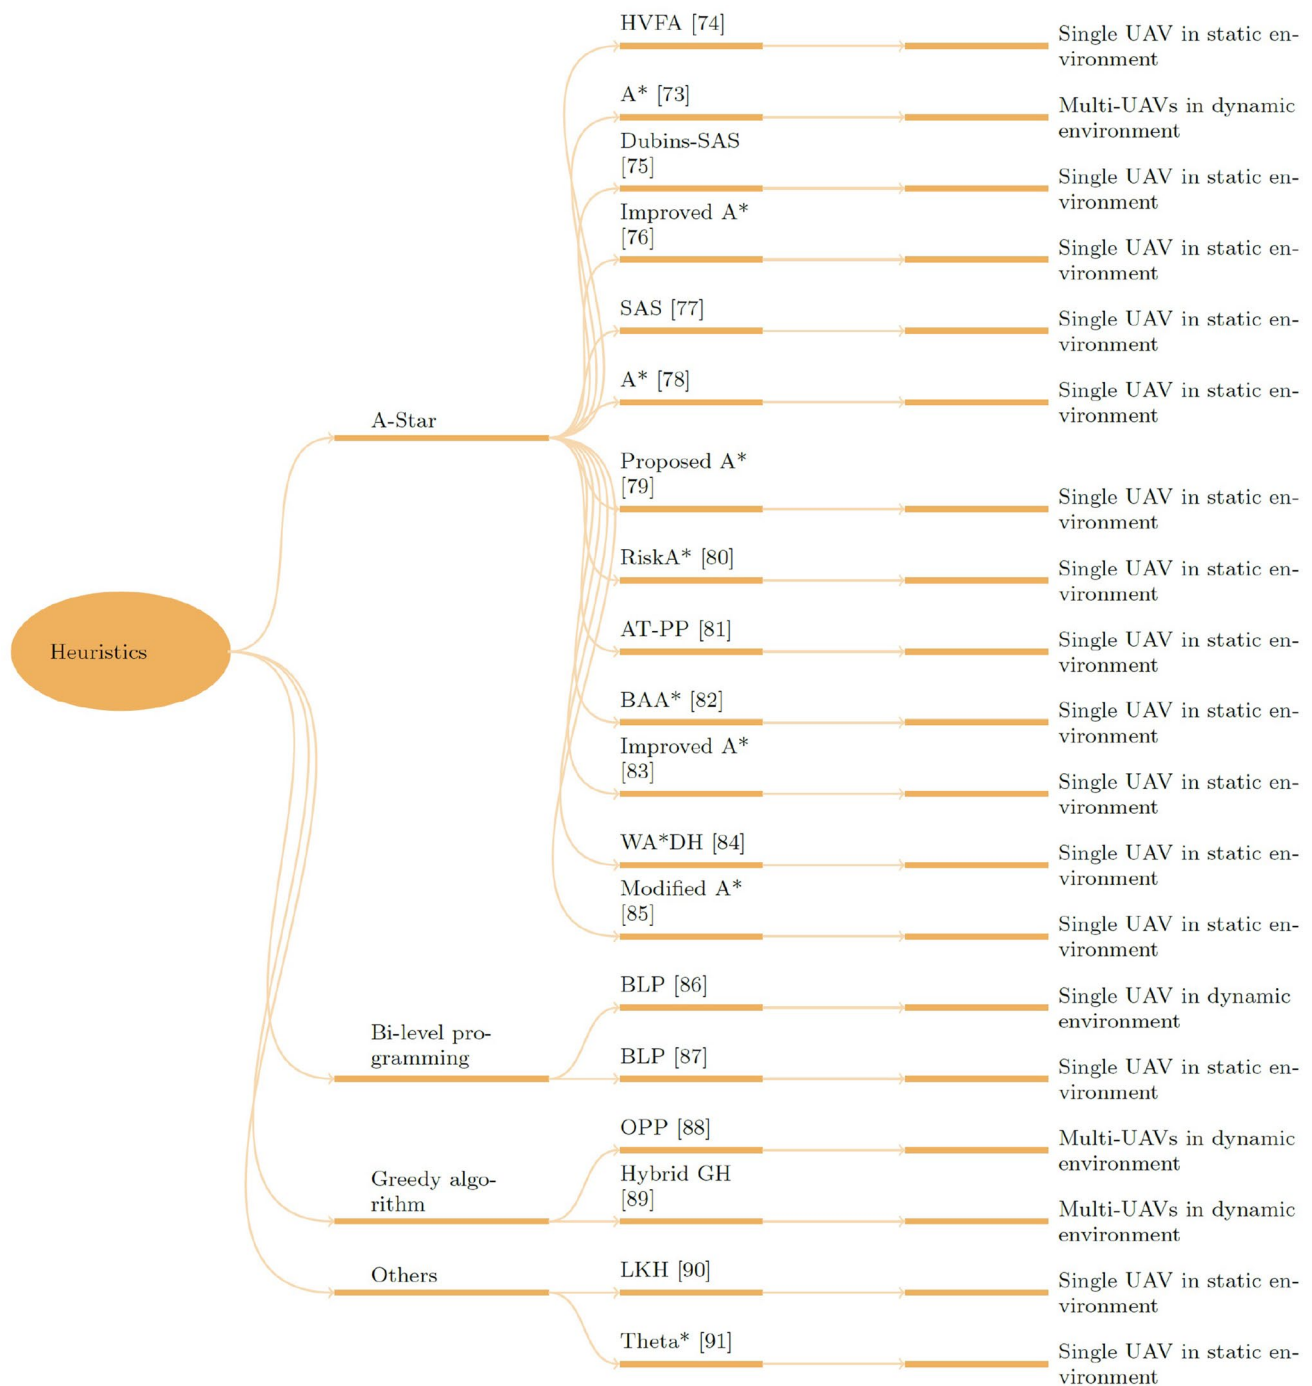 HVFA [74]
Single UAV in static en-
vironment
A* [73]
Multi-UAVs in dynamic
environment
Dubins-SAS
[75]
Single UAV in static en-
vironment
Improved A*
[76]
Single UAV in static en-
vironment
SAS [77]
Single UAV in static en-
vironment
A* [78]
Single UAV in static en-
vironment
A-Star
Proposed A*
[79]
Single UAV in static en-
vironment
RiskA* [80]
Single UAV in static en-
vironment
Heuristics
AT-PP [81]
Single UAV in static en-
vironment
BAA* [82]
Single UAV in static en-
vironment
Improved A*
[83]
Single UAV in static en-
vironment
WA*DH [84]
Single UAV in static en-
vironment
Modified A*
[85]
Single UAV in static en-
vironment
Bi-level pro-
gramming
BLP [86]
Single UAV in dynamic
environment
BLP [87]
Single UAV in static en-
vironment
Greedy algo-
rithm
OPP [88]
Multi-UAVs in dynamic
environment
Hybrid GH
[89]
Multi-UAVs in dynamic
environment
Others
LKH [90]
Single UAV in static en-
vironment
Theta* [91]
Single UAV in static en-
vironment